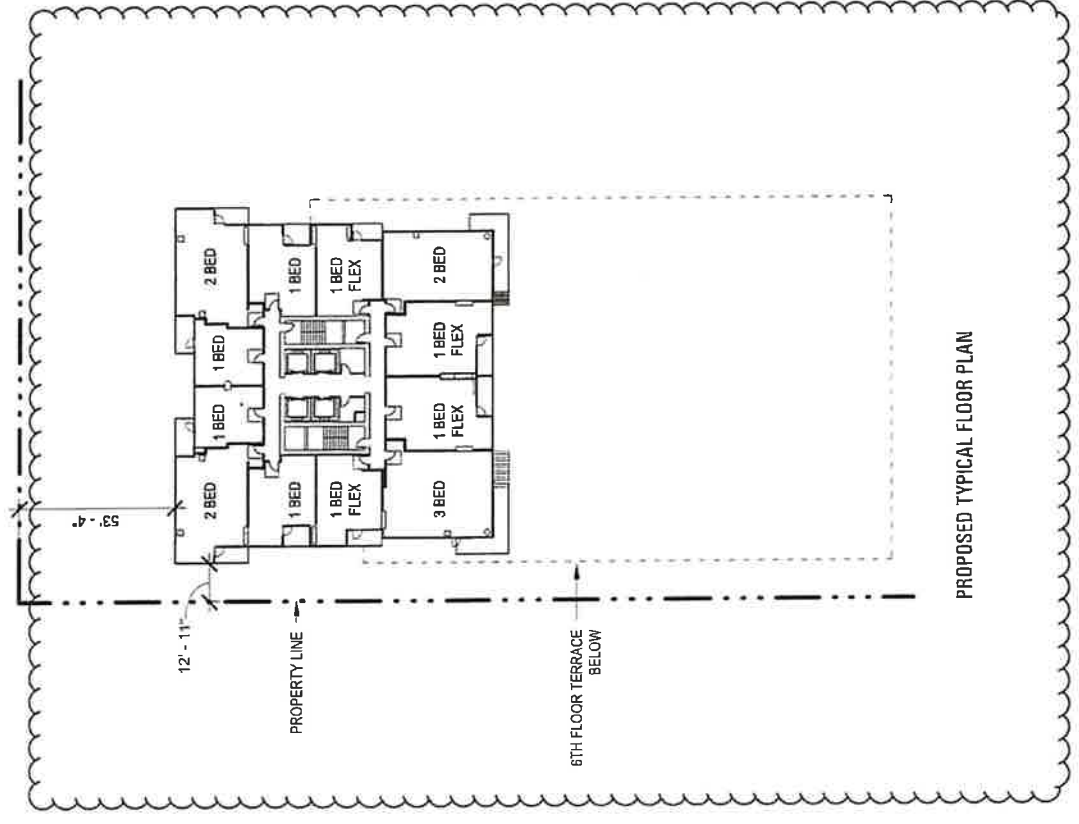 53' - 4"
12' - 11"
PROPERTY LINE
6TH FLOOR TERRACE
BELOW
2 BED
1 BED
1 BED
2 BED
1 BED
1 BED
1 BED
FLEX
1 BED
FLEX
3 BED
1 BED
FLEX
1 BED
FLEX
2 BED
PROPOSED TYPICAL FLOOR PLAN